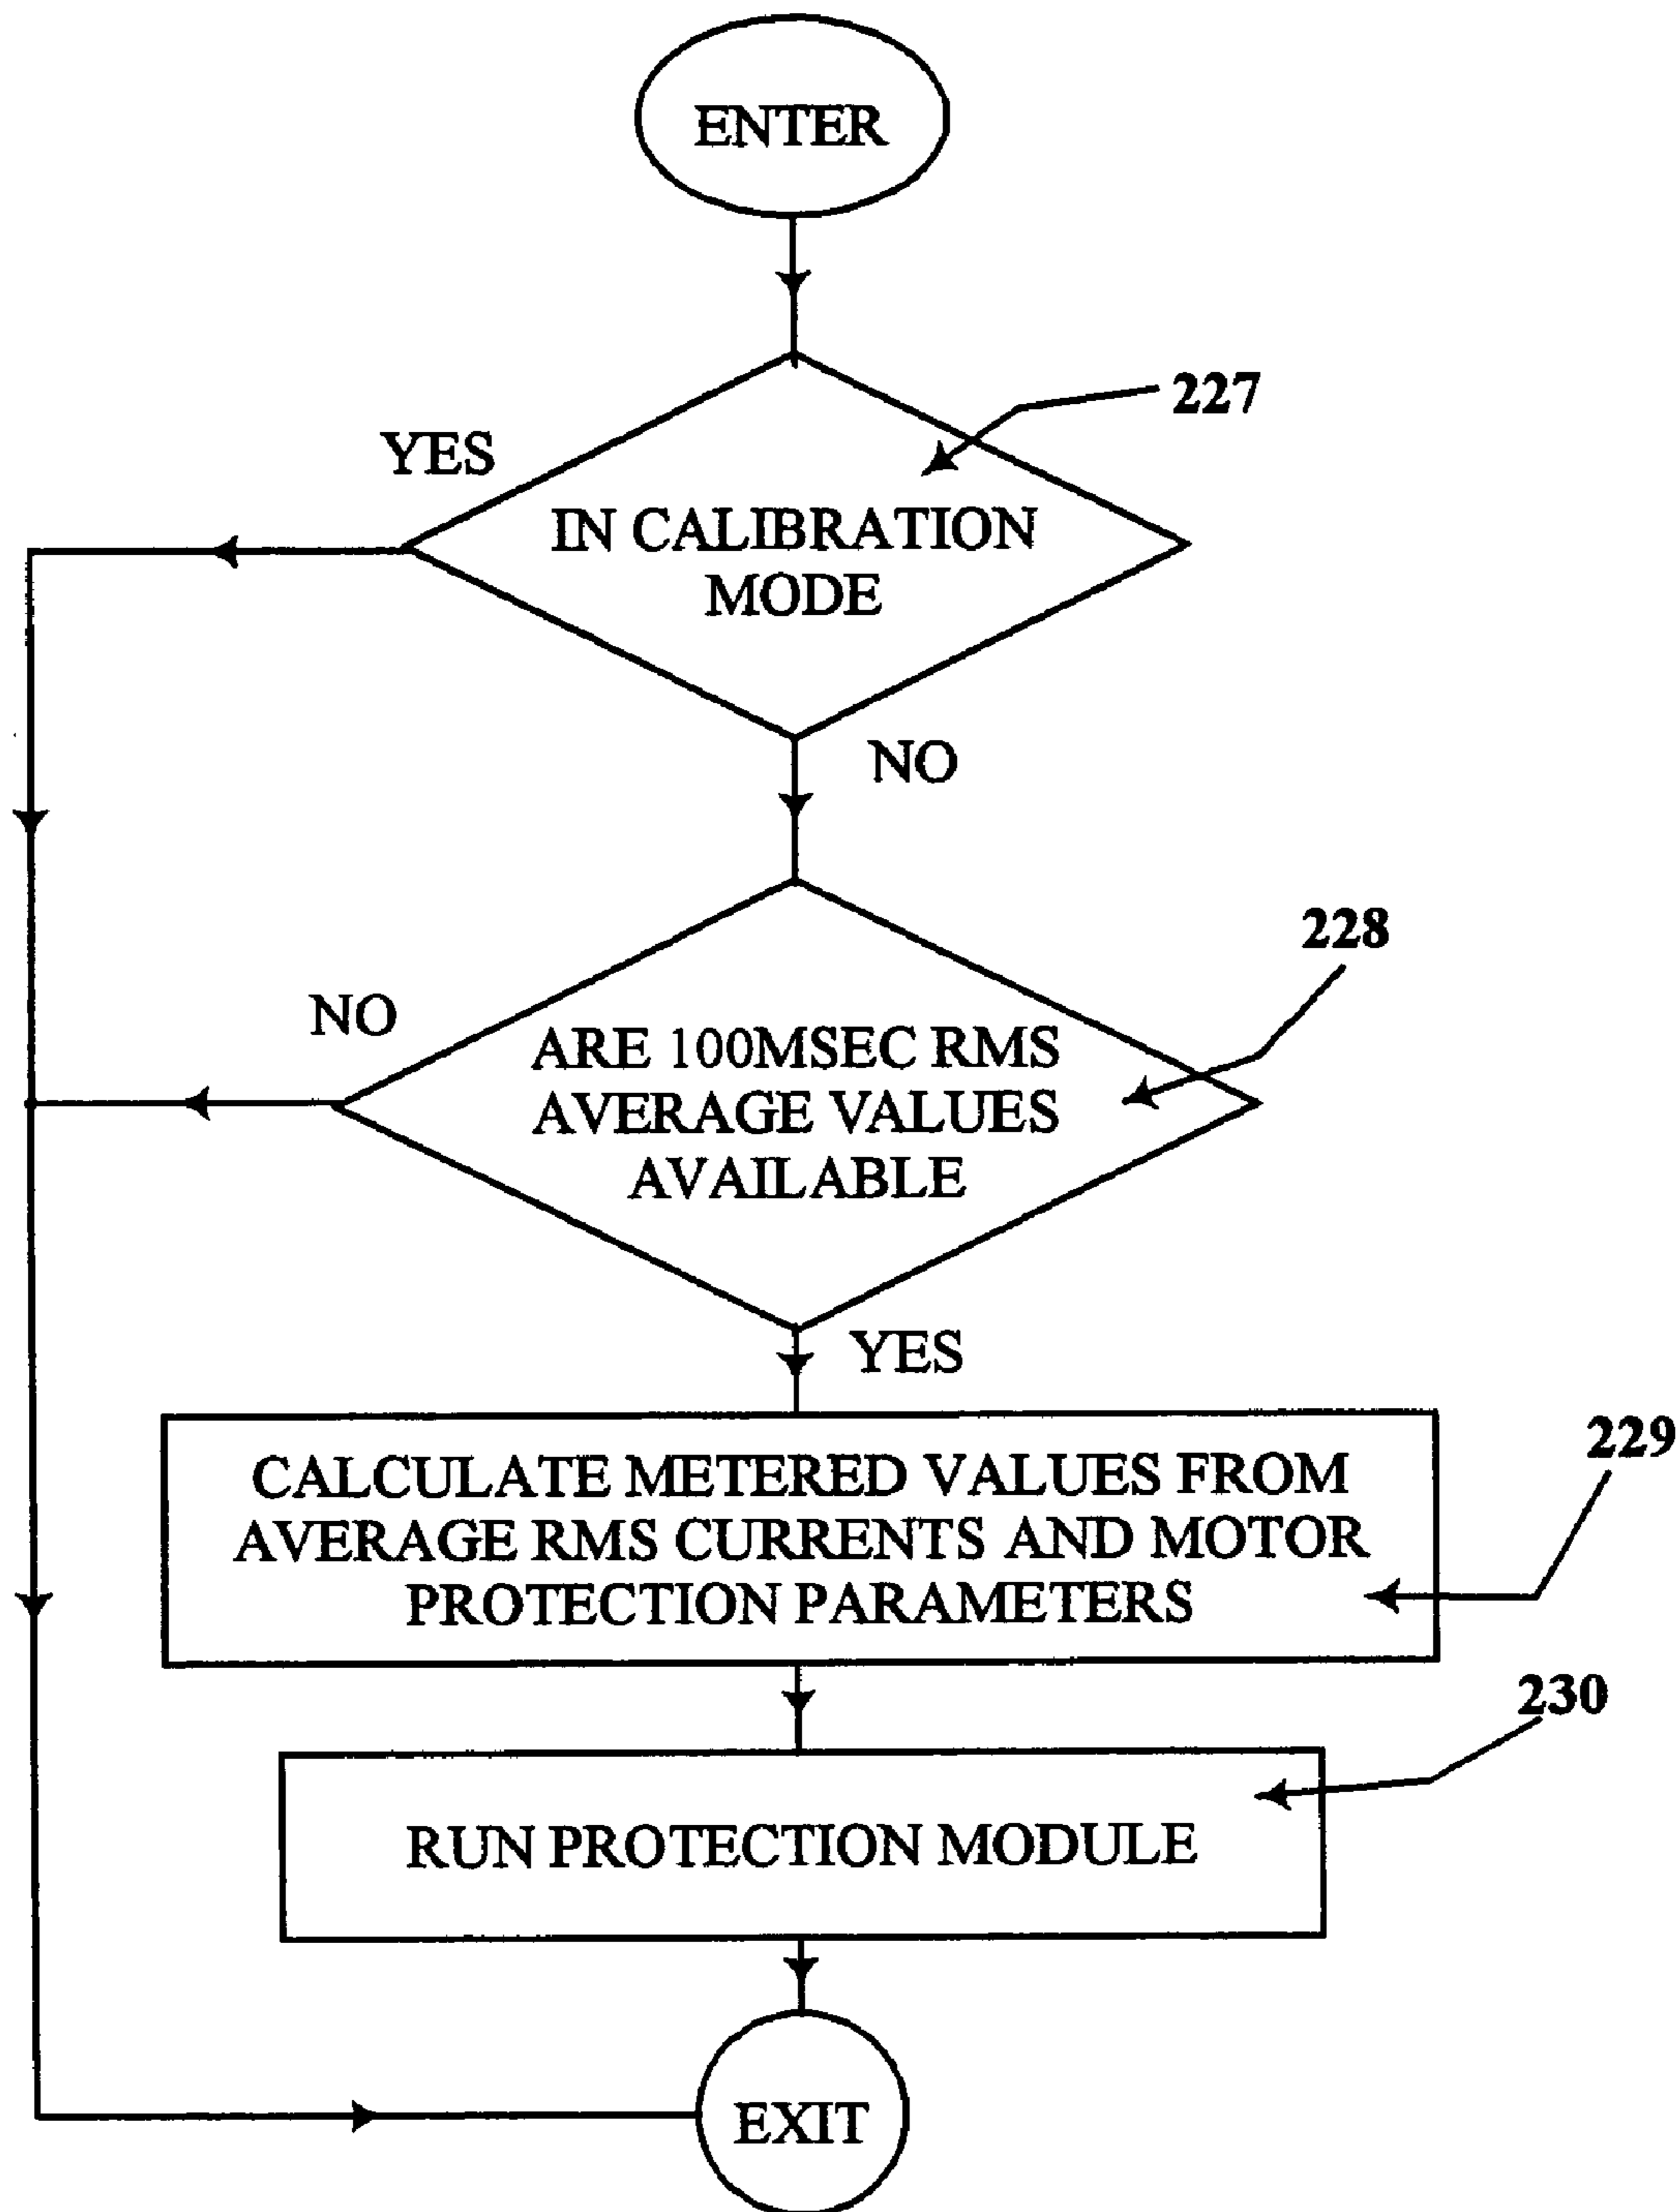 ENTER
227
YES
IN CALIBRATION
MODE
NO
228
NO
ARE 100MSEC RMS
AVERAGE VALUES
AVAILABLE
YES
229
CALCULATE METERED VALUES FROM
AVERAGE RMS CURRENTS AND MOTOR
PROTECTION PARAMETERS
230
RUN PROTECTION MODULE
EXIT